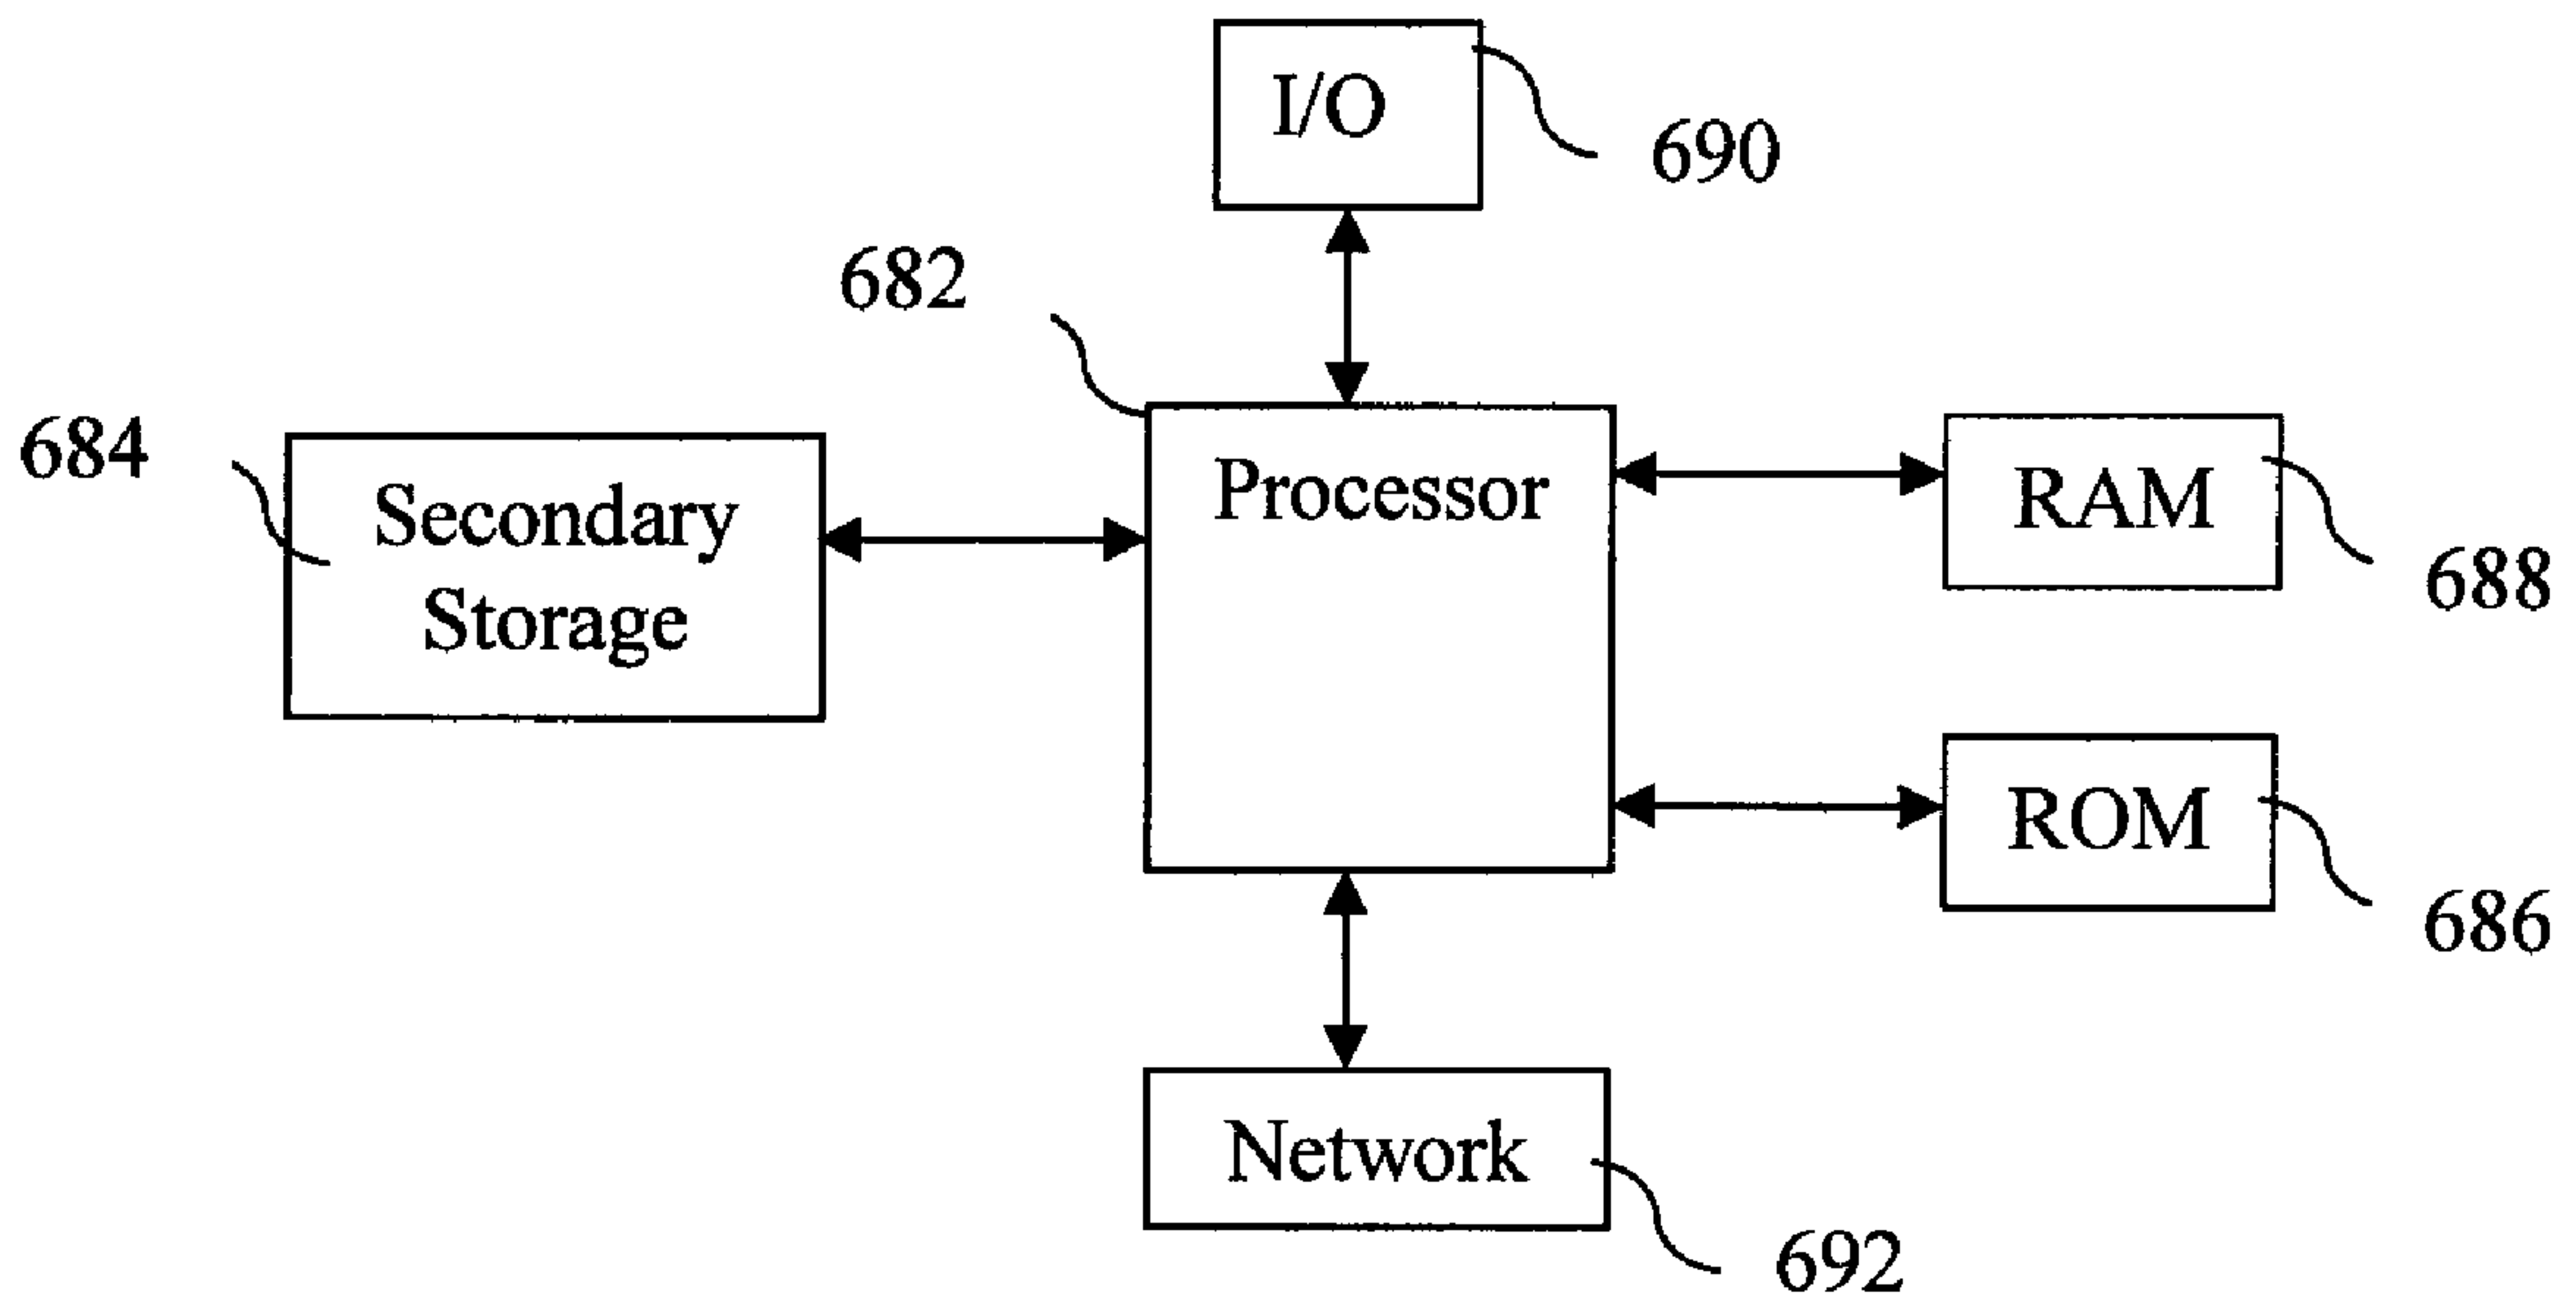 I/O
690
682
684
Secondary
Storage
Processor
RAM
688
ROM
686
Network
692